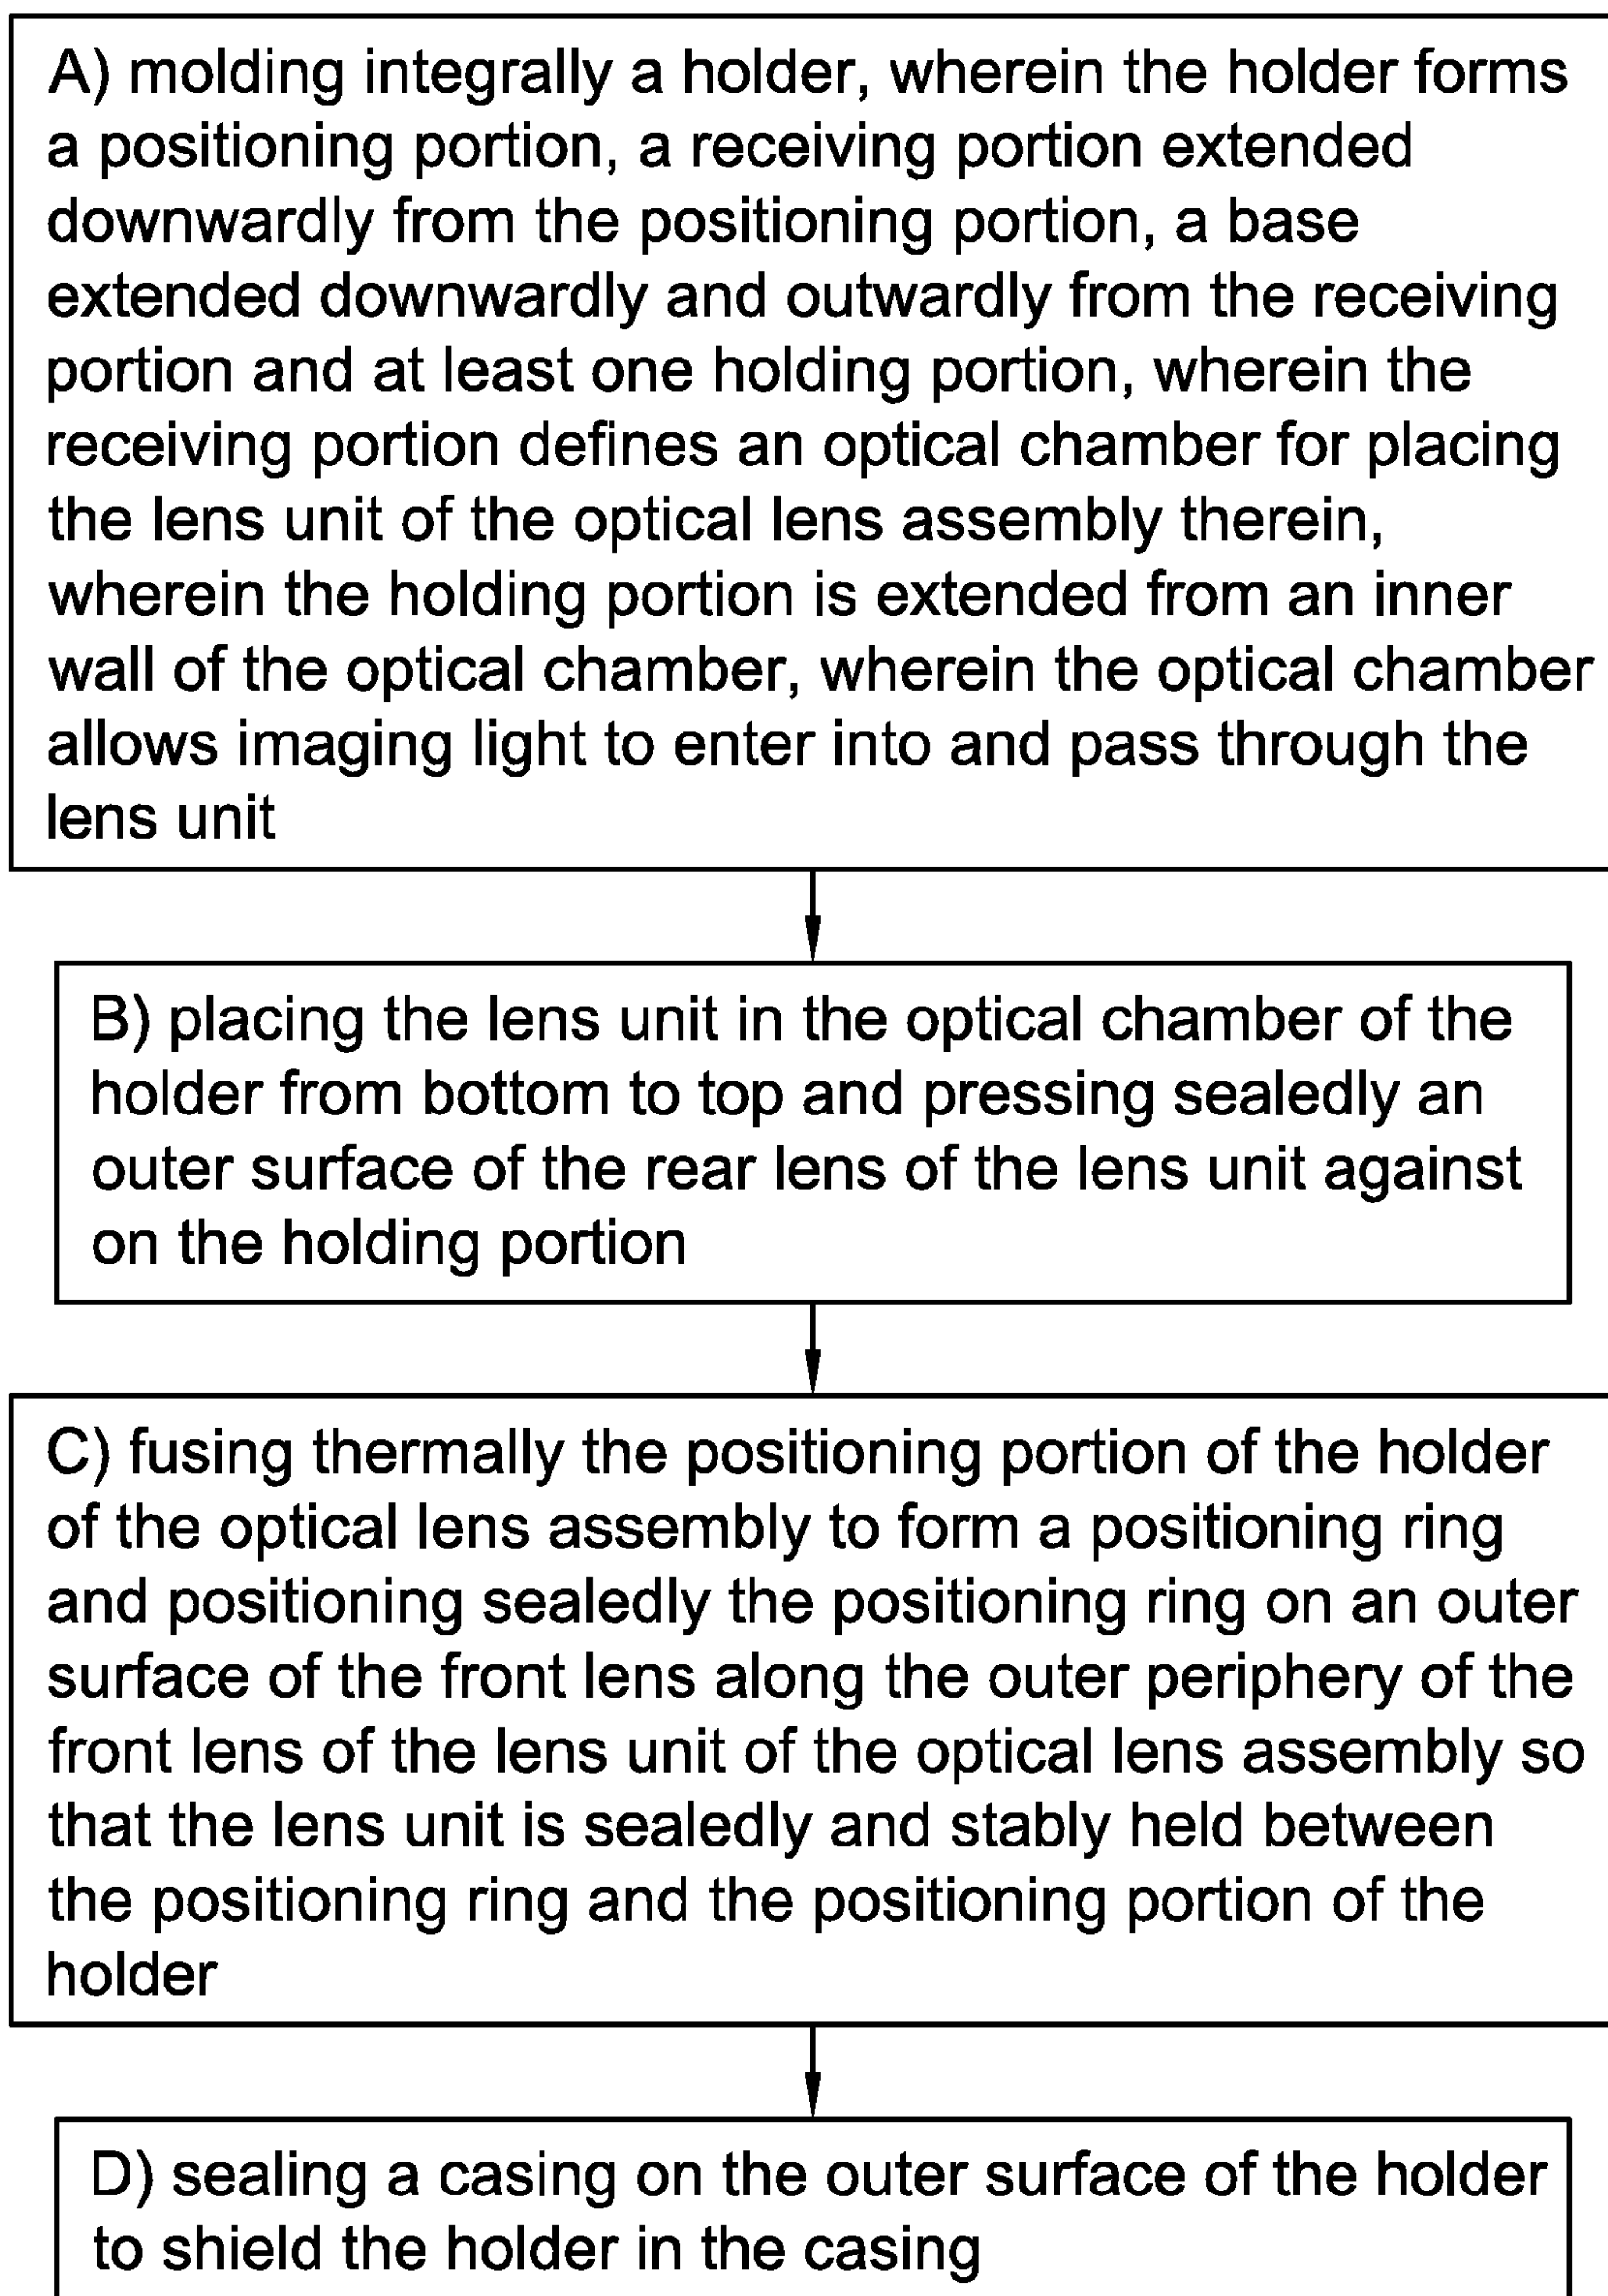 A) molding integrally a holder, wherein the holder forms
a positioning portion, a receiving portion extended
downwardly from the positioning portion, a base
extended downwardly and outwardly from the receiving
portion and at least one holding portion, wherein the
receiving portion defines an optical chamber for placing
the lens unit of the optical lens assembly therein,
wherein the holding portion is extended from an inner
wall of the optical chamber, wherein the optical chamber
allows imaging light to enter into and pass through the
lens unit
B) placing the lens unit in the optical chamber of the
holder from bottom to top and pressing sealedly an
outer surface of the rear lens of the lens unit against
on the holding portion
C) fusing thermally the positioning portion of the holder
of the optical lens assembly to form a positioning ring
and positioning sealedly the positioning ring on an outer
surface of the front lens along the outer periphery of the
front lens of the lens unit of the optical lens assembly so
that the lens unit is sealedly and stably held between
the positioning ring and the positioning portion of the
holder
D) sealing a casing on the outer surface of the holder
to shield the holder in the casing